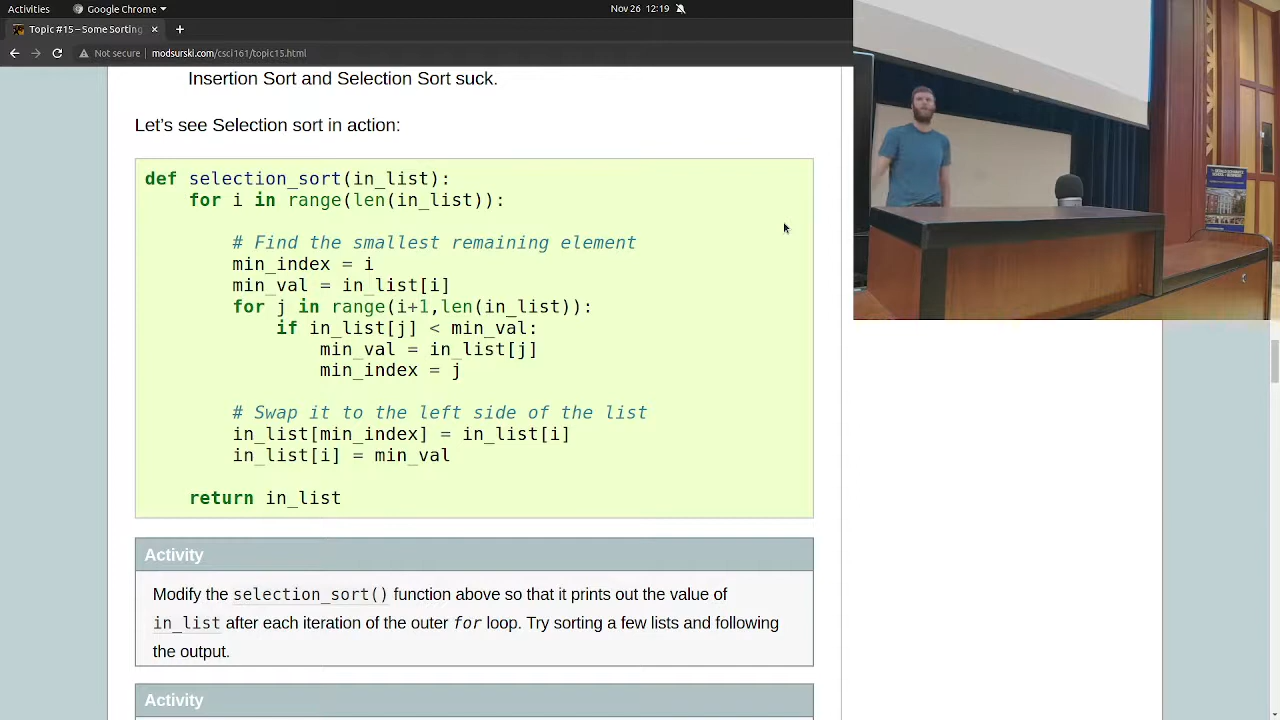 Activities
Google Chrome
Nov 26 12:19
Topic #15 – Some Sorting
Not secure
modsurski.com/csci161/topic15.html
Insertion Sort and Selection Sort suck.
Let's see Selection sort in action:
def selection_sort(in_list):
for i in range(len(in_list)):
# Find the smallest remaining element
min_index = i
min_val = in_list[i]
for j in range(i+1,len(in_list)):
if in_list[j] < min_val:
min_val = in_list[j]
min_index = j
# Swap it to the left side of the list
in_list[min_index] = in_list[i]
in_list[i] = min_val
return in_list
Activity
Modify the selection_sort() function above so that it prints out the value of
in_list after each iteration of the outer for loop. Try sorting a few lists and following
the output.
Activity